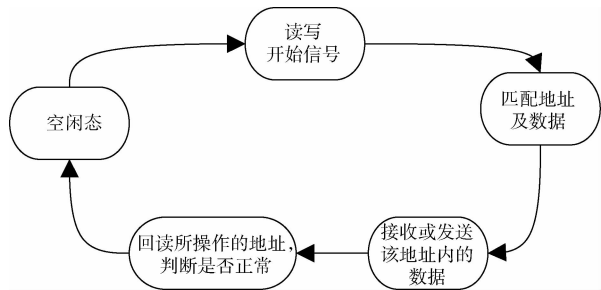 读写
开始信号
匹配地址
及数据
接收或发送
该地址内的
数据
回读所操作的地址，
判断是否正常
空闲态